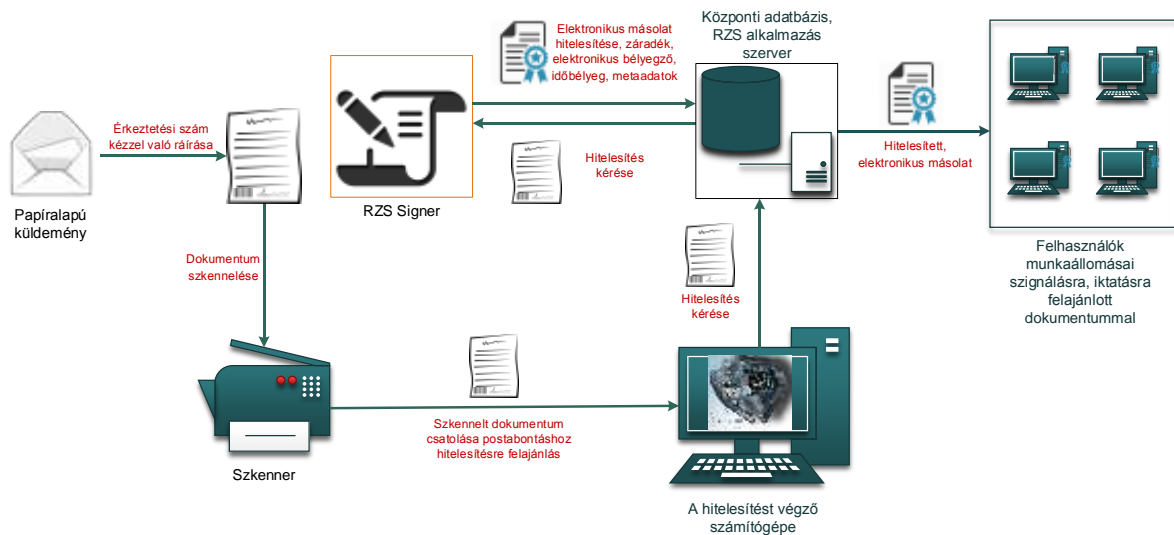 Elektronikus másolat
hitelesítése, záradék,
elektronikus bélyegző,
időbélyeg, metaadatok
Központi adatbázis,
RZS alkalmazás
szerver
Érkeztetési szám
kézzel való ráírása
Papíralapú
küldemény
RZS Signer
Hitelesítés
kérése
Hitelesített,
elektronikus másolat
Felhasználók
munkaállomásai
szignálásra, iktatásra
felajánlott
dokumentummal
Dokumentum
szkennelése
Hitelesítés
kérése
Szkennelt dokumentum
csatolása postabontáshoz
hitelesítésre felajánlás
Szkenner
A hitelesítést végző
számítógépe